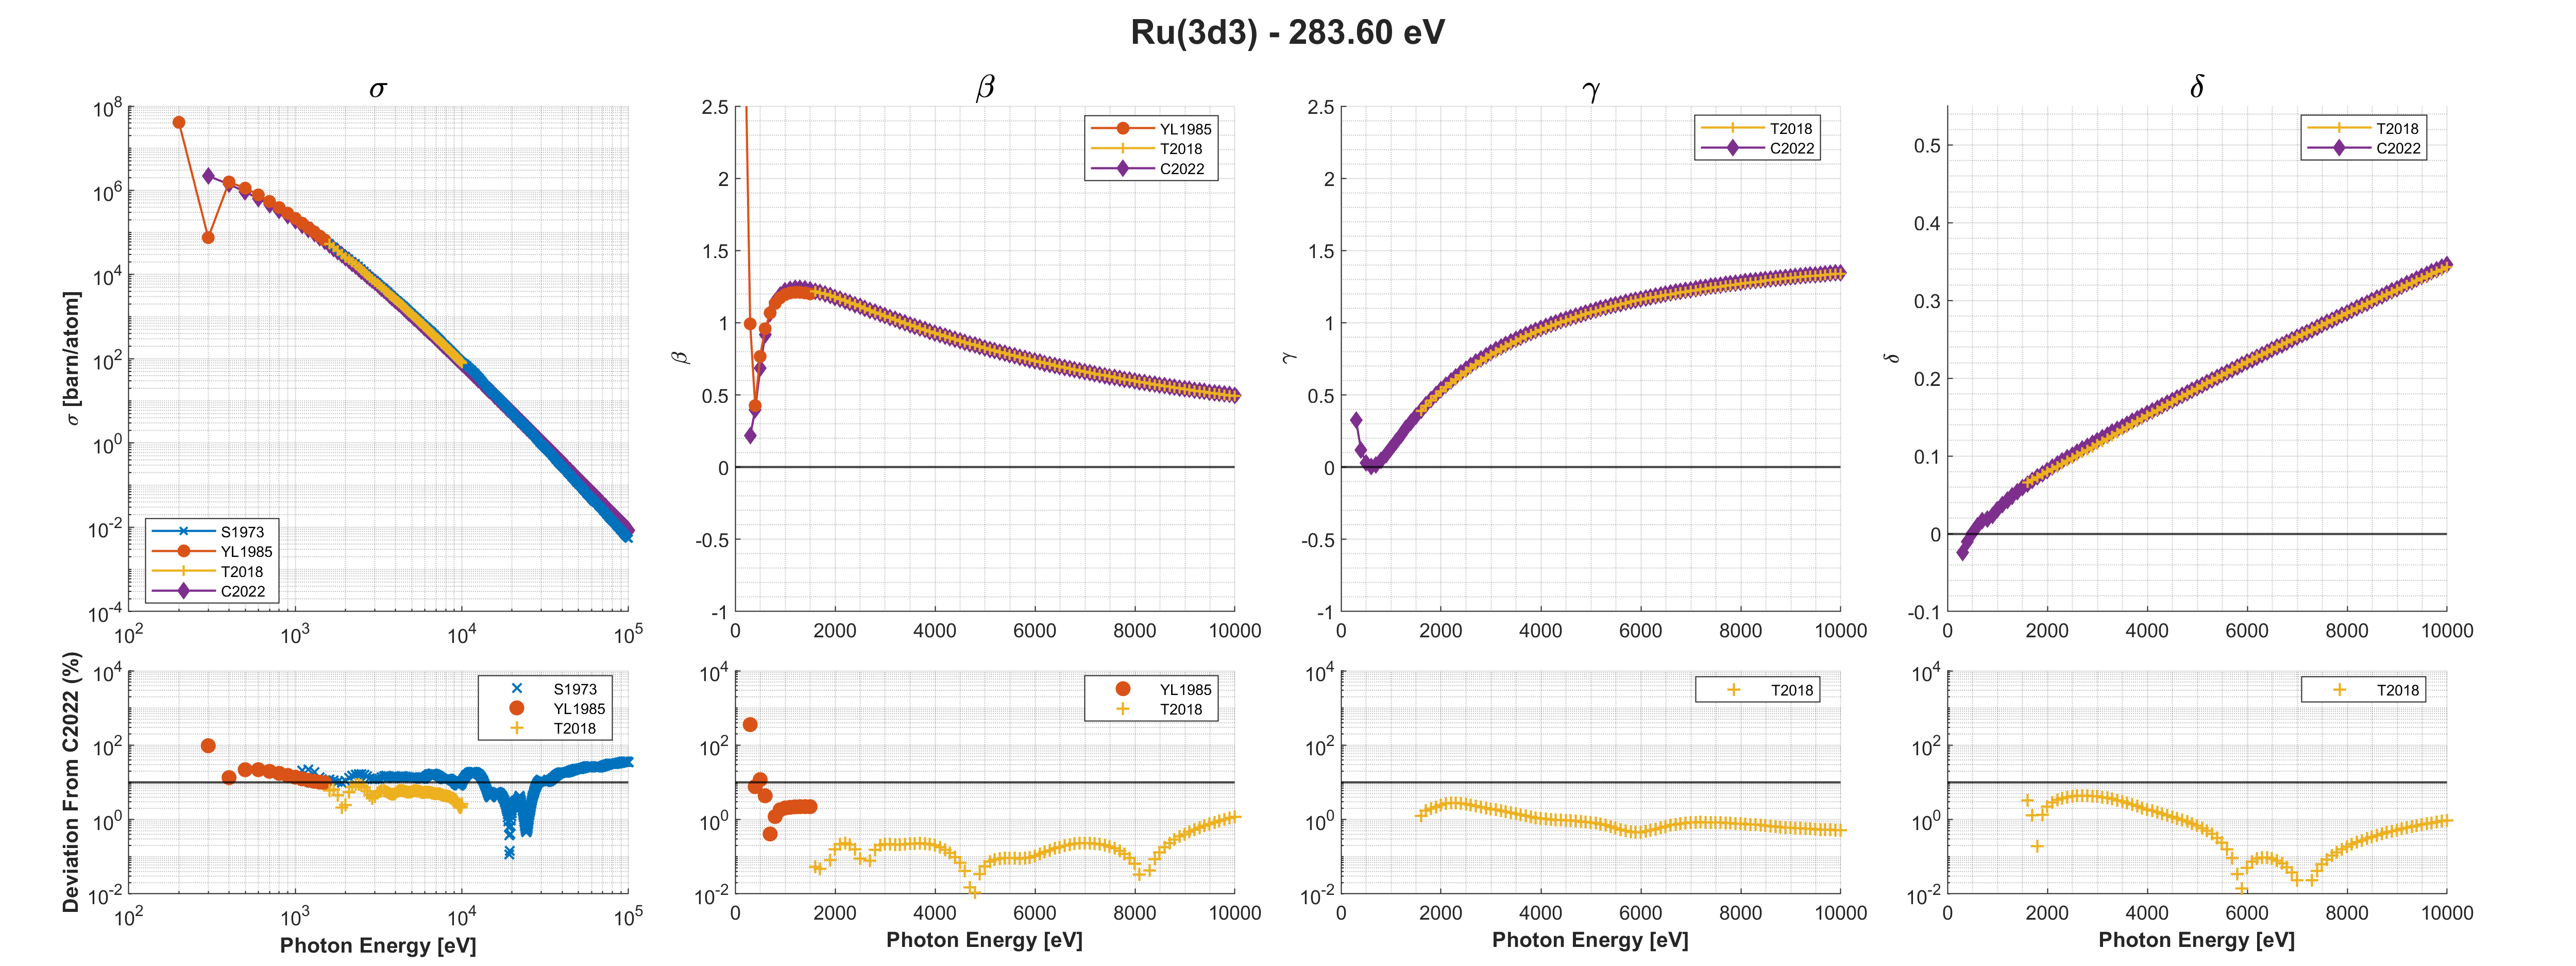 Ru(3d3) - 283.60 eV
σ
σ [barn/atom]
10^8
10^6
10^4
10^2
10^0
10^-2
10^-4
10^2
10^3
10^4
10^5
S1973
YL1985
T2018
C2022
β
β
2.5
2
1.5
1
0.5
0
-0.5
-1
0
2000
4000
6000
8000
10000
YL1985
T2018
C2022
γ
γ
2.5
2
1.5
1
0.5
0
-0.5
-1
0
2000
4000
6000
8000
10000
T2018
C2022
δ
δ
0.5
0.4
0.3
0.2
0.1
0
-0.1
0
2000
4000
6000
8000
10000
T2018
C2022
Deviation From C2022 (%)
10^4
10^2
10^0
10^-2
10^2
10^3
10^4
10^5
Photon Energy [eV]
S1973
YL1985
T2018
10^4
10^2
10^0
10^-2
0
2000
4000
6000
8000
10000
Photon Energy [eV]
YL1985
T2018
10^4
10^2
10^0
10^-2
0
2000
4000
6000
8000
10000
Photon Energy [eV]
T2018
10^4
10^2
10^0
10^-2
0
2000
4000
6000
8000
10000
Photon Energy [eV]
T2018